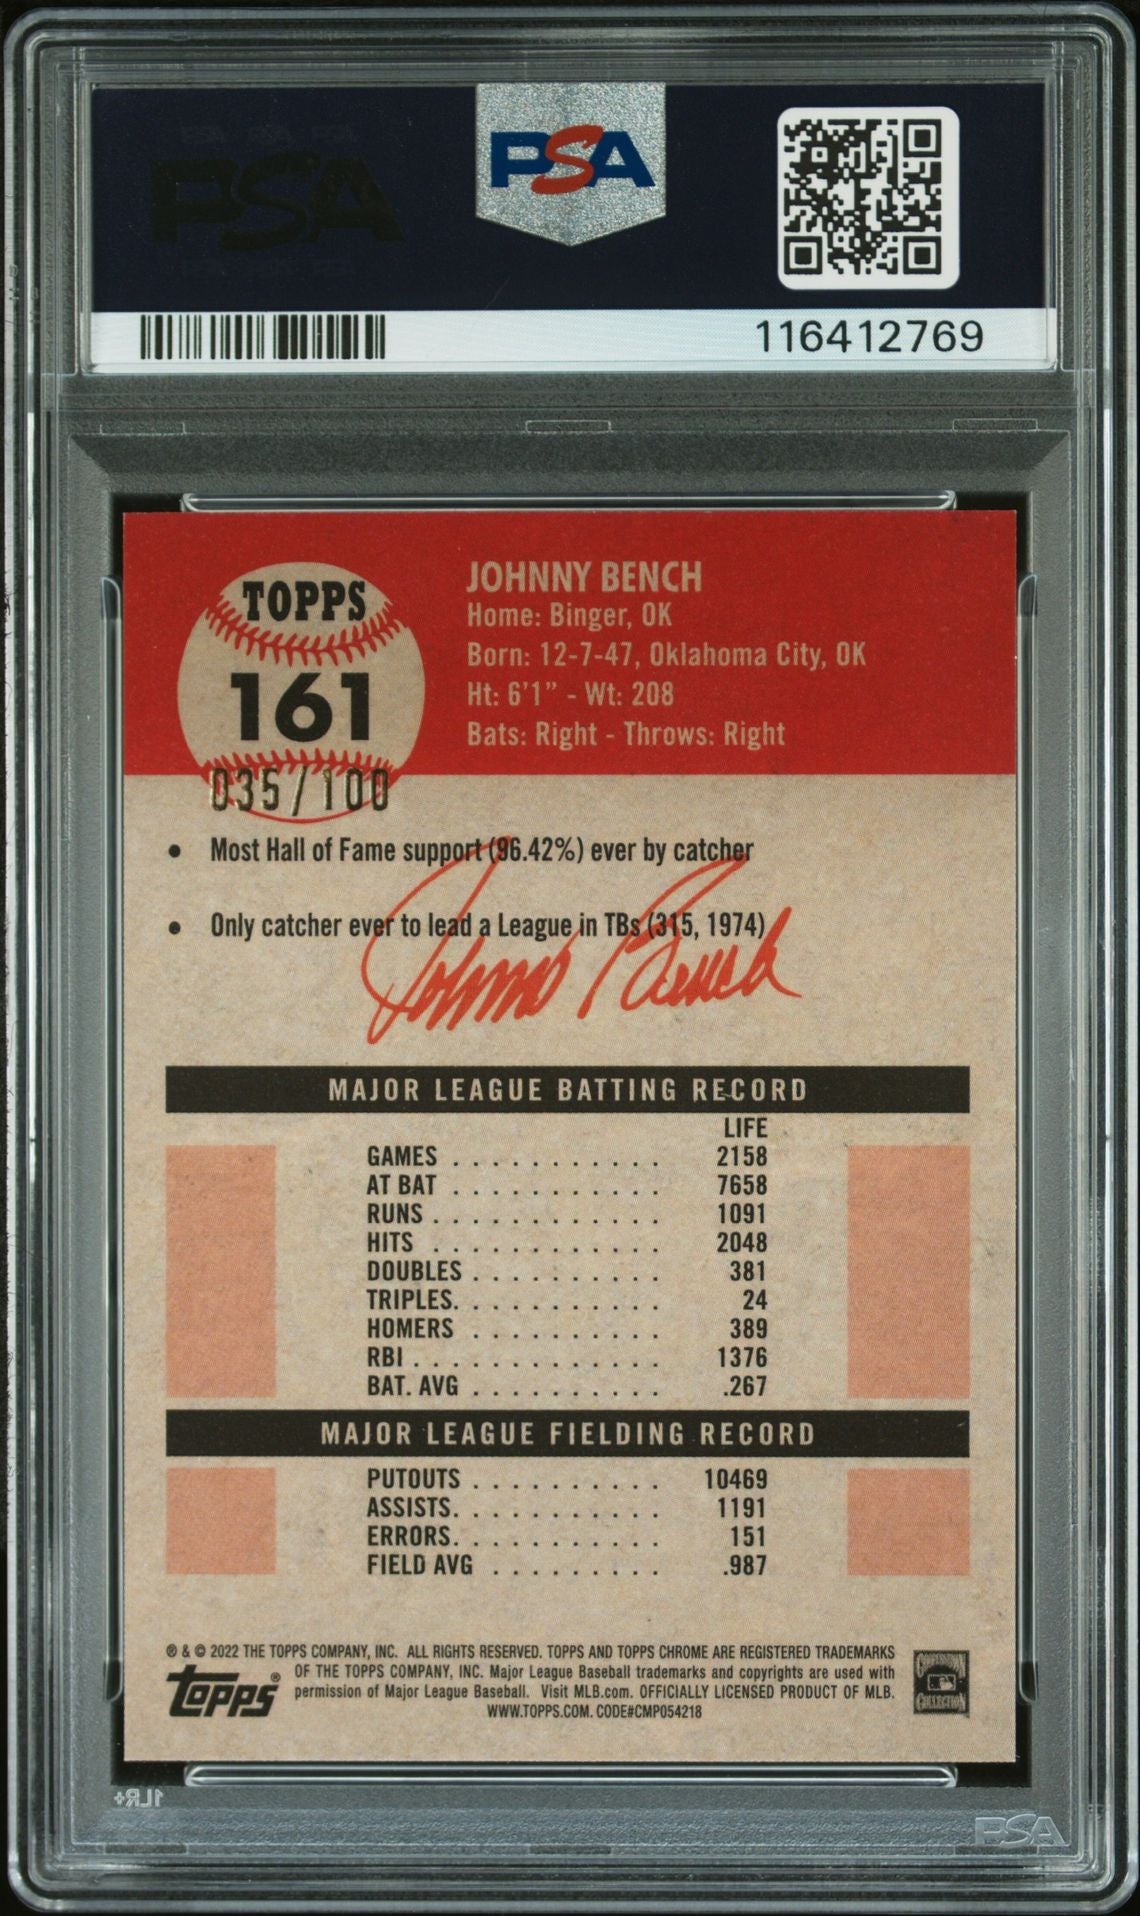 PSA
PSA
116412769
TOPPS
161
035/100
JOHNNY BENCH
Home: Binger, OK
Born: 12-7-47, Oklahoma City, OK
Ht: 6'1" - Wt: 208
Bats: Right - Throws: Right
• Most Hall of Fame support (96.42%) ever by catcher
• Only catcher ever to lead a League in TBs (315, 1974)
Johnny Bench
MAJOR LEAGUE BATTING RECORD
LIFE
GAMES . . . . . . . . . . . 2158
AT BAT . . . . . . . . . . . 7658
RUNS . . . . . . . . . . . . 1091
HITS . . . . . . . . . . . . 2048
DOUBLES . . . . . . . . . . 381
TRIPLES. . . . . . . . . . . 24
HOMERS . . . . . . . . . . 389
RBI . . . . . . . . . . . . . 1376
BAT. AVG . . . . . . . . . . .267
MAJOR LEAGUE FIELDING RECORD
PUTOUTS . . . . . . . . . . 10469
ASSISTS. . . . . . . . . . . 1191
ERRORS. . . . . . . . . . . 151
FIELD AVG . . . . . . . . . .987
® & © 2022 THE TOPPS COMPANY, INC. ALL RIGHTS RESERVED. TOPPS AND TOPPS CHROME ARE REGISTERED TRADEMARKS
OF THE TOPPS COMPANY, INC. Major League Baseball trademarks and copyrights are used with
permission of Major League Baseball. Visit MLB.com. OFFICIALLY LICENSED PRODUCT OF MLB.
WWW.TOPPS.COM. CODE#CMP054218
Topps®
COOPERSTOWN
COLLECTION
1LR+
PSA